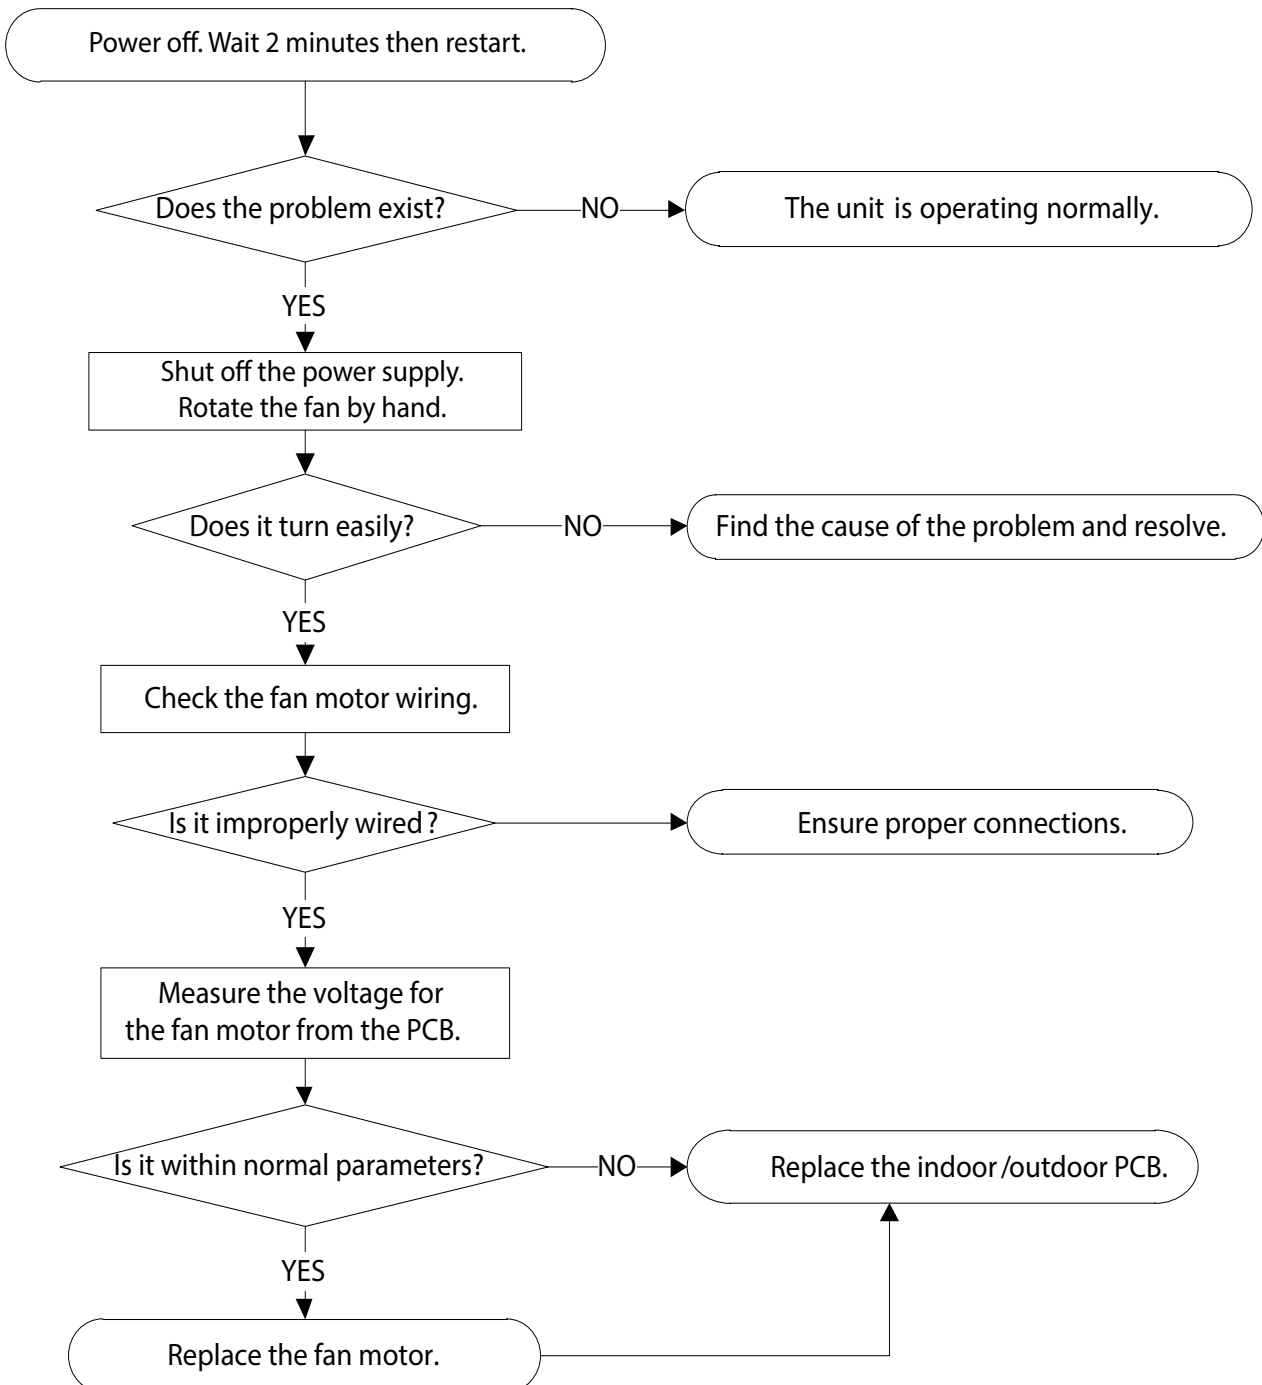 Power off. Wait 2 minutes then restart.
Does the problem exist?
NO
The unit is operating normally.
YES
Shut off the power supply.
Rotate the fan by hand.
Does it turn easily?
NO
Find the cause of the problem and resolve.
YES
Check the fan motor wiring.
Is it improperly wired?
Ensure proper connections.
YES
Measure the voltage for
the fan motor from the PCB.
Is it within normal parameters?
NO
Replace the indoor/outdoor PCB.
YES
Replace the fan motor.